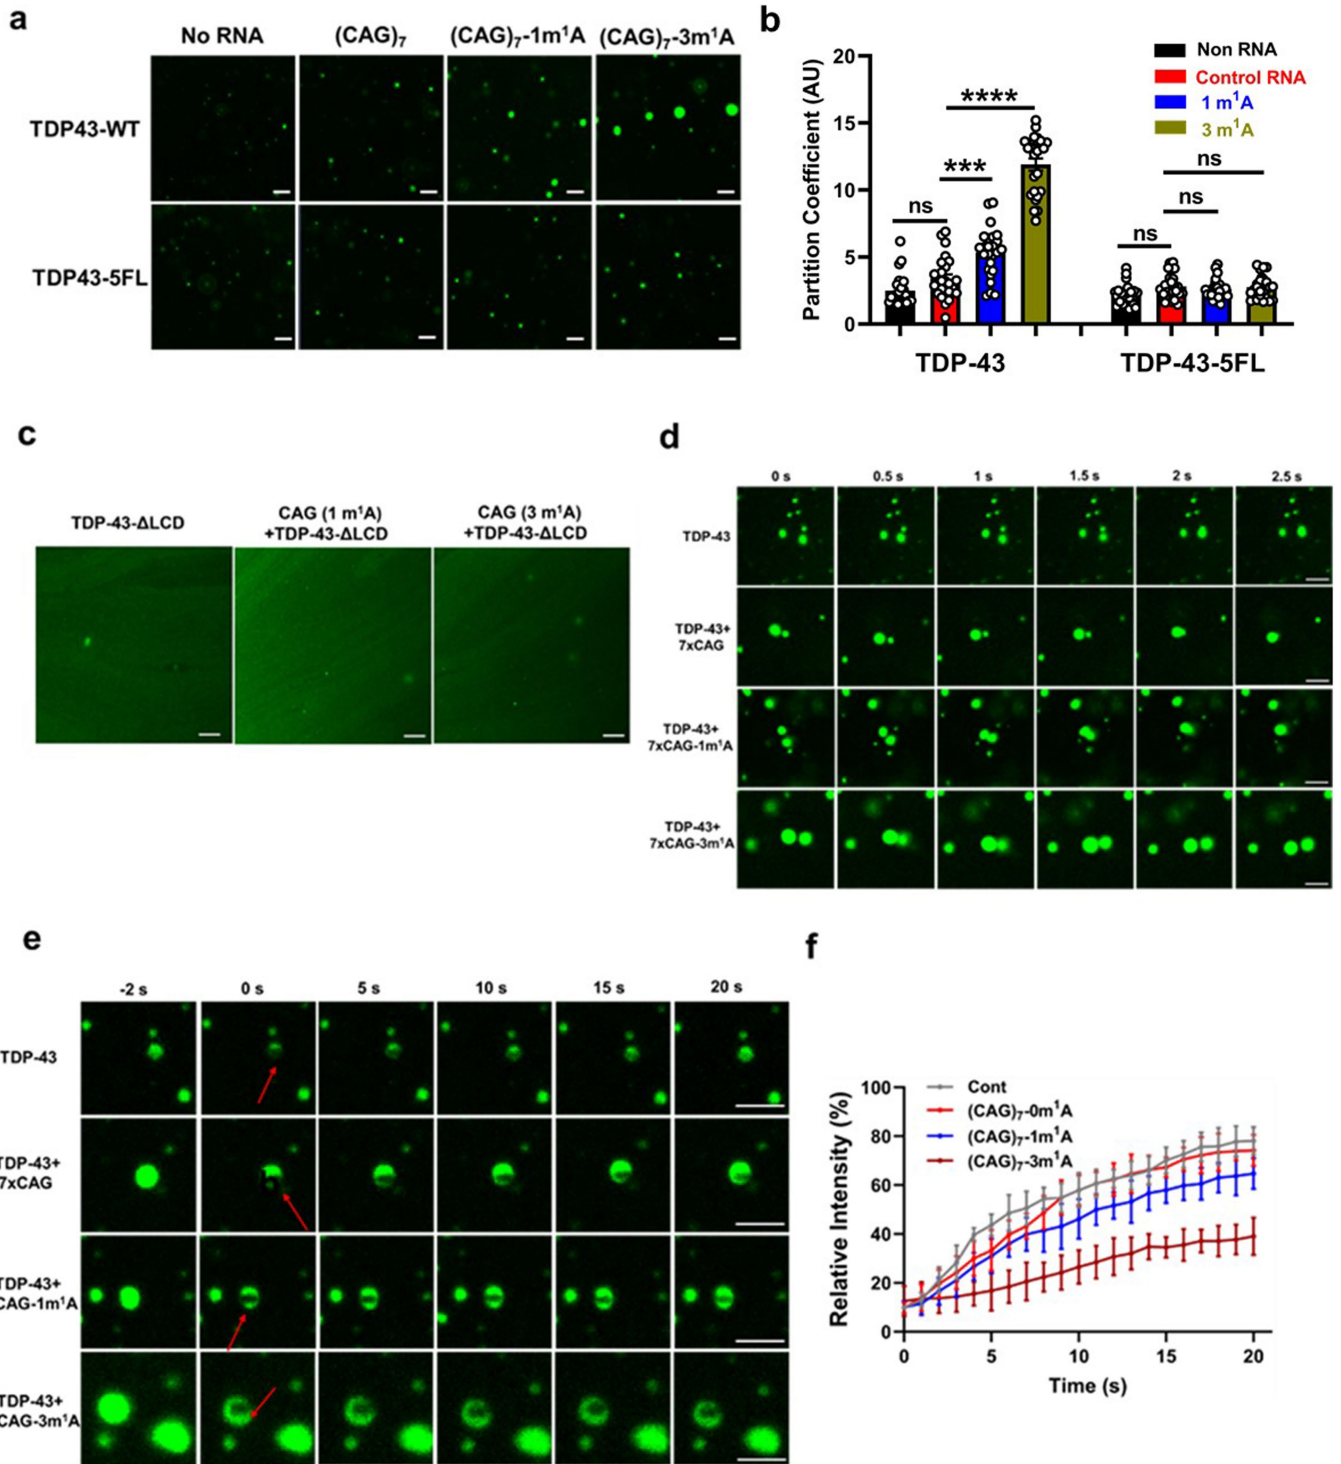 a
No RNA (CAG)₇ (CAG)₇-1m¹A (CAG)₇-3m¹A
TDP43-WT
TDP43-5FL
b
Partition Coefficient (AU)
20
15
10
5
0
Non RNA
Control RNA
1 m¹A
3 m¹A
ns
***
****
ns
ns
ns
TDP-43 TDP-43-5FL
c
TDP-43-ΔLCD
CAG (1 m¹A)
+TDP-43-ΔLCD
CAG (3 m¹A)
+TDP-43-ΔLCD
d
0 s 0.5 s 1 s 1.5 s 2 s 2.5 s
TDP-43
TDP-43+
7xCAG
TDP-43+
7xCAG-1m¹A
TDP-43+
7xCAG-3m¹A
e
-2 s 0 s 5 s 10 s 15 s 20 s
TDP-43
TDP-43+
7xCAG
TDP-43+
CAG-1m¹A
TDP-43+
CAG-3m¹A
f
Relative Intensity (%)
100
80
60
40
20
0
Cont
(CAG)₇-0m¹A
(CAG)₇-1m¹A
(CAG)₇-3m¹A
0 5 10 15 20
Time (s)